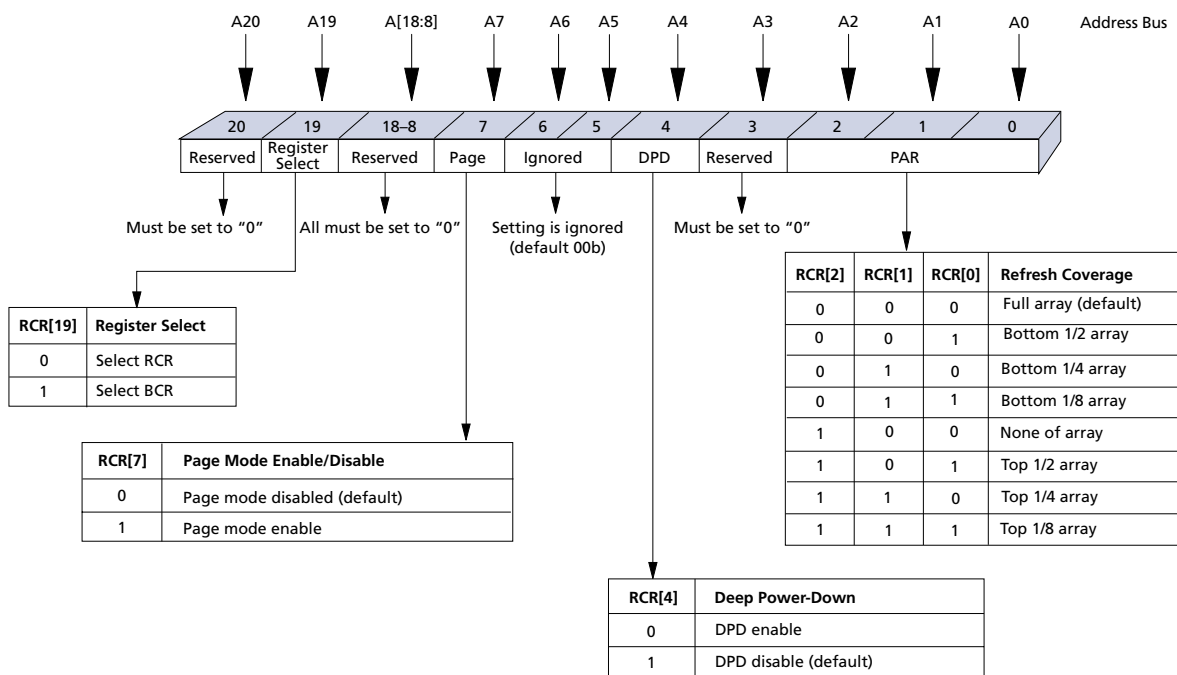 A20 A19 A[18:8] A7 A6 A5 A4 A3 A2 A1 A0 Address Bus
20 19 18–8 7 6 5 4 3 2 1 0
Reserved Register Select Reserved Page Ignored DPD Reserved PAR
Must be set to “0” All must be set to “0” Setting is ignored (default 00b) Must be set to “0”
RCR[19] Register Select
0 Select RCR
1 Select BCR
RCR[7] Page Mode Enable/Disable
0 Page mode disabled (default)
1 Page mode enable
RCR[2] RCR[1] RCR[0] Refresh Coverage
0 0 0 Full array (default)
0 0 1 Bottom 1/2 array
0 1 0 Bottom 1/4 array
0 1 1 Bottom 1/8 array
1 0 0 None of array
1 0 1 Top 1/2 array
1 1 0 Top 1/4 array
1 1 1 Top 1/8 array
RCR[4] Deep Power-Down
0 DPD enable
1 DPD disable (default)